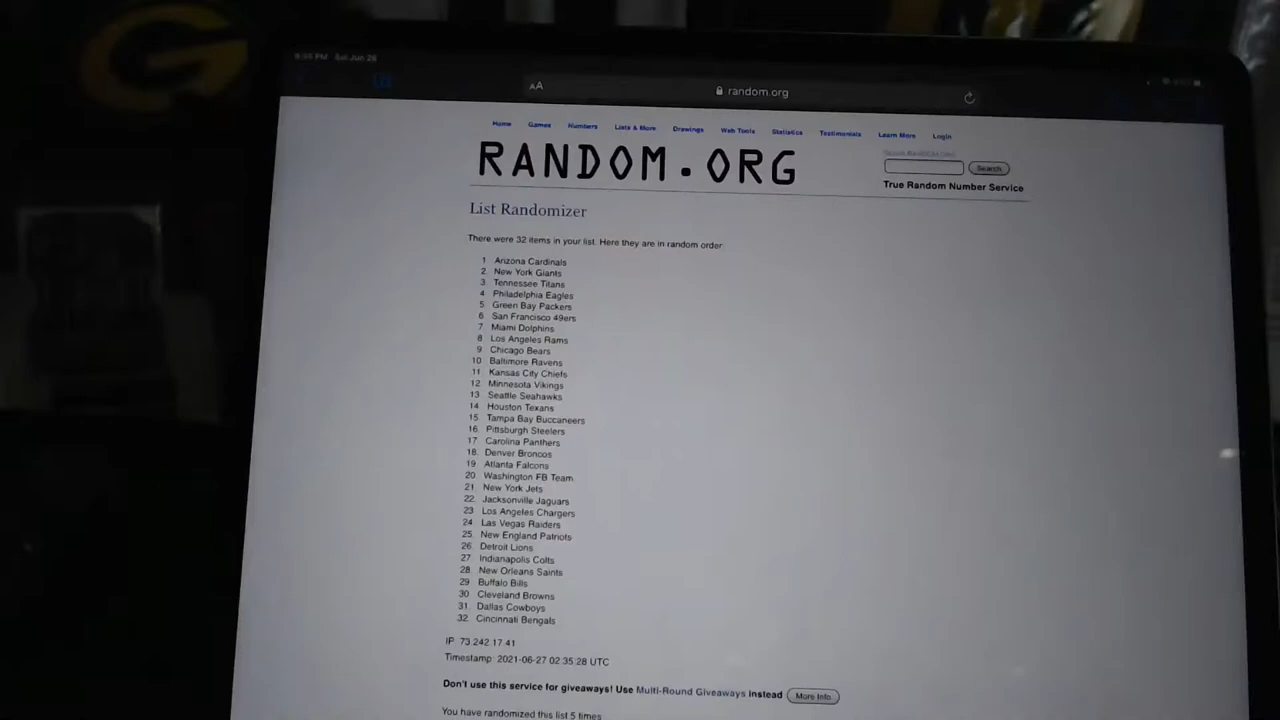 Sat Jun 26
AA
random.org
Home Games Numbers Lists & More Drawings Web Tools Statistics Testimonials Learn More Login
RANDOM.ORG
Search
True Random Number Service
List Randomizer
There were 32 items in your list. Here they are in random order:
1 Arizona Cardinals
2. New York Giants
3. Tennessee Titans
4 Philadelphia Eagles
5 Green Bay Packers
6 San Francisco 49ers
7 Miami Dolphins
8 Los Angeles Rams
9 Chicago Bears
10 Baltimore Ravens
11 Kansas City Chiefs
12. Minnesota Vikings
13 Seattle Seahawks
14 Houston Texans
15 Tampa Bay Buccaneers
16. Pittsburgh Steelers
17 Carolina Panthers
18. Denver Broncos
19 Atlanta Falcons
20 Washington FB Team
21 New York Jets
22. Jacksonville Jaguars
23 Los Angeles Chargers
24 Las Vegas Raiders
25 New England Patriots
26 Detroit Lions
27 Indianapolis Colts
28 New Orleans Saints
29 Buffalo Bills
30 Cleveland Browns
31. Dallas Cowboys
32. Cincinnati Bengals
IP 73.242.17.41
Timestamp 2021-06-27 02:35:28 UTC
Don't use this service for giveaways! Use Multi-Round Giveaways instead More Info
You have randomized this list 5 times